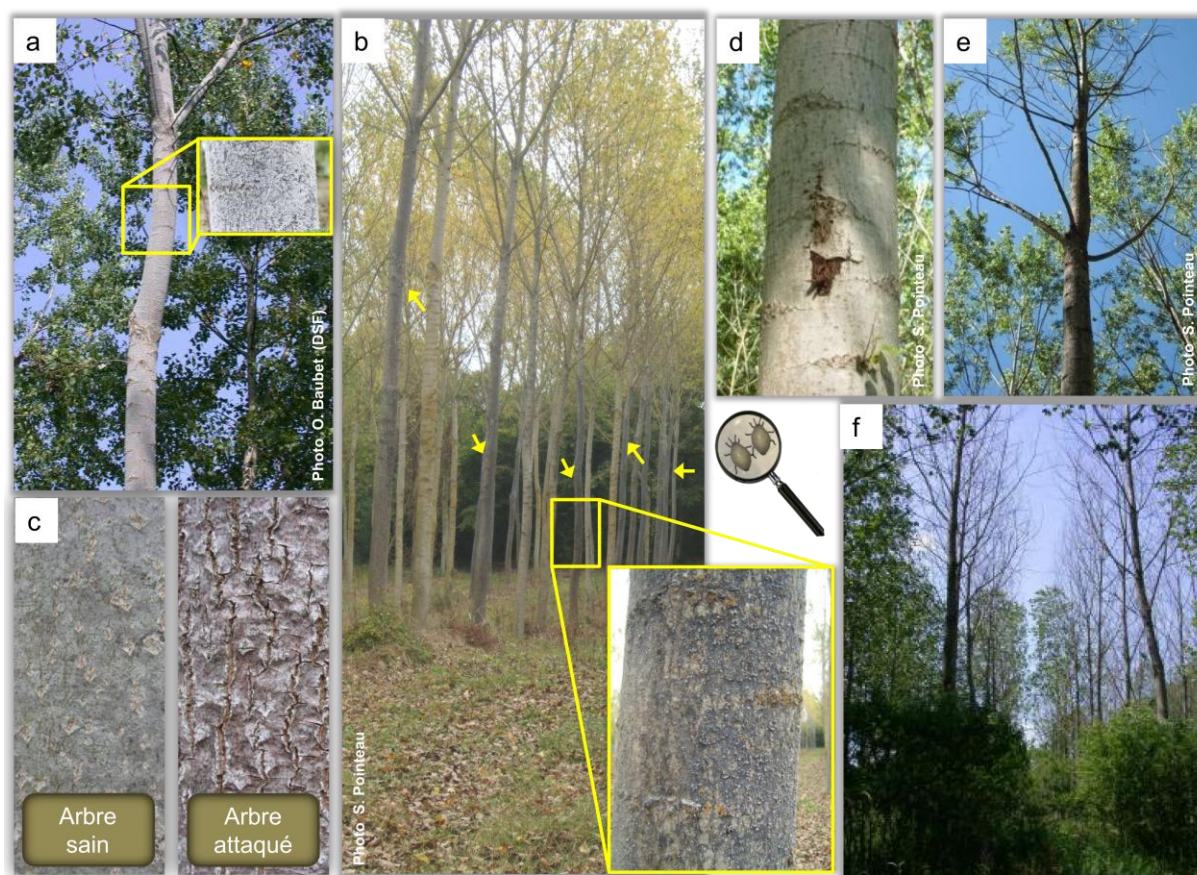 a
Photo O. Baubet (DSF)
b
Photo S. Pointeau
c
Arbre
sain
Arbre
attaqué
d
Photo S. Pointeau
e
Photo S. Pointeau
f